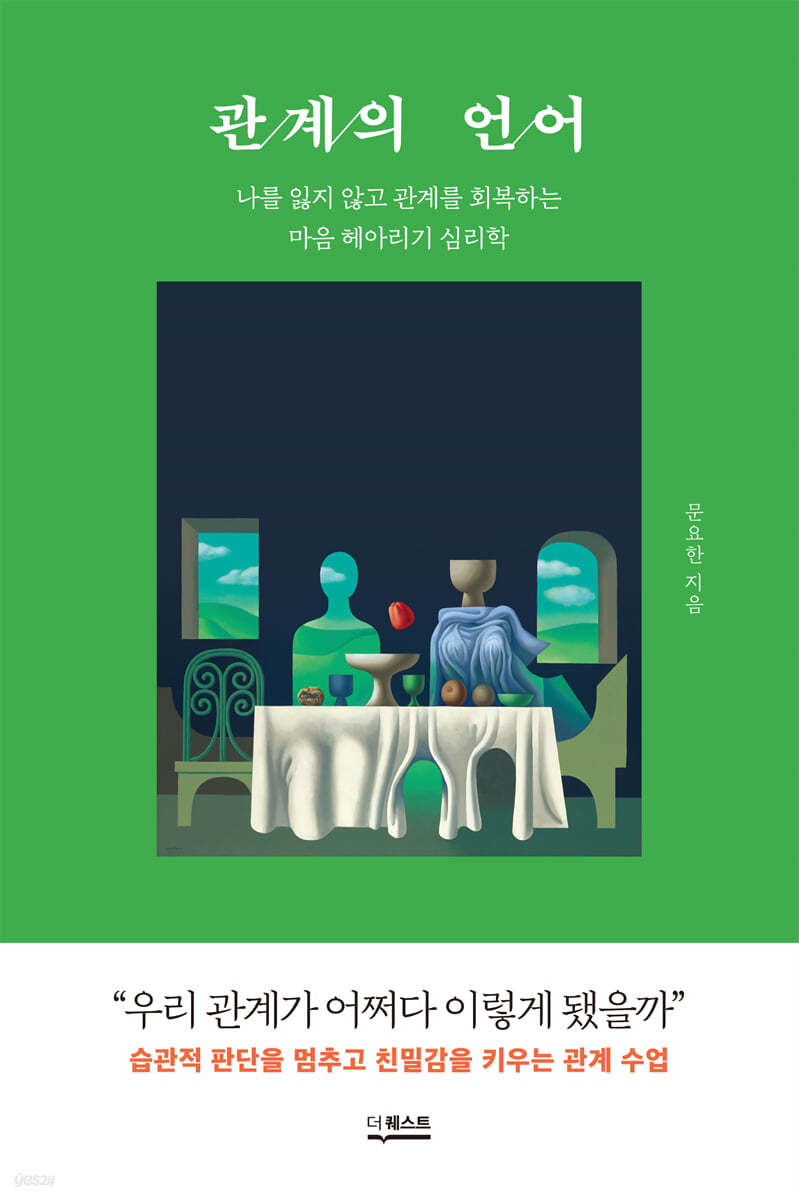 관계의 언어
나를 잃지 않고 관계를 회복하는
마음 헤아리기 심리학
문요한 지음
“우리 관계가 어쩌다 이렇게 됐을까”
습관적 판단을 멈추고 친밀감을 키우는 관계 수업
더퀘스트
yes24